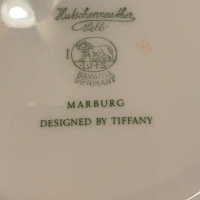 Hutschenreuther
Selb
BAVARIA
GERMANY
MARBURG
DESIGNED BY TIFFANY